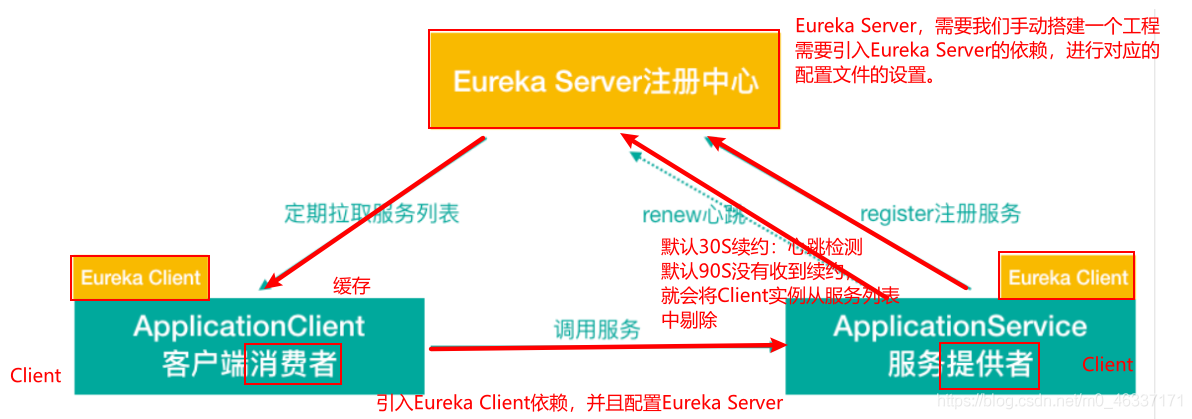 Eureka Server,需要我们手动搭建一个工程
需要引入Eureka Server的依赖,进行对应的
配置文件的设置。
Eureka Server注册中心
定期拉取服务列表
renew心跳
register注册服务
默认30S续约:心跳检测
默认90S没有收到续约,
就会将Client实例从服务列表
中剔除
Eureka Client
缓存
Eureka Client
ApplicationClient
客户端消费者
调用服务
ApplicationService
服务提供者
Client
Client
引入Eureka Client依赖,并且配置Eureka Server
https://blog.csdn.net/m0_46337171